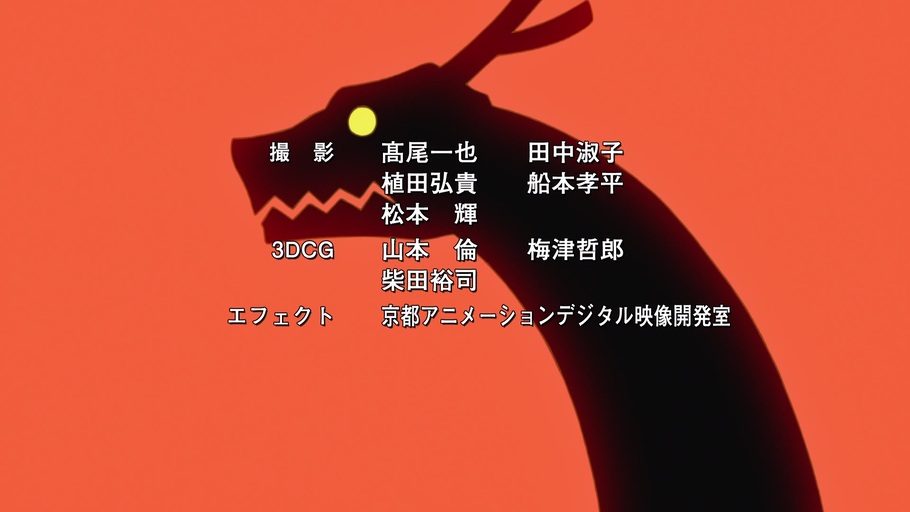 撮　影　髙尾一也　田中淑子
植田弘貴　船本孝平
松本　輝
3DCG　山本　倫　梅津哲郎
柴田裕司
エフェクト　京都アニメーションデジタル映像開発室